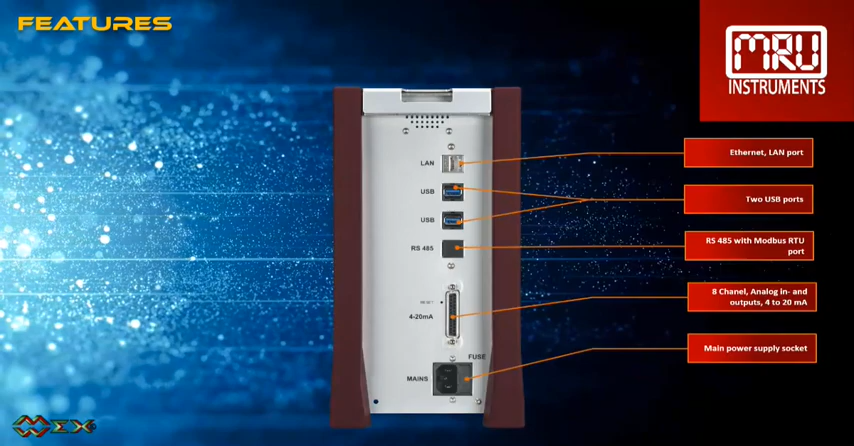 FEATURES
MRU
INSTRUMENTS
LAN
Ethernet, LAN port
USB
Two USB ports
USB
RS 485
RS 485 with Modbus RTU
port
RESET
4-20mA
8 Chanel, Analog in- and
outputs, 4 to 20 mA
FUSE
MAINS
Main power supply socket
MEX